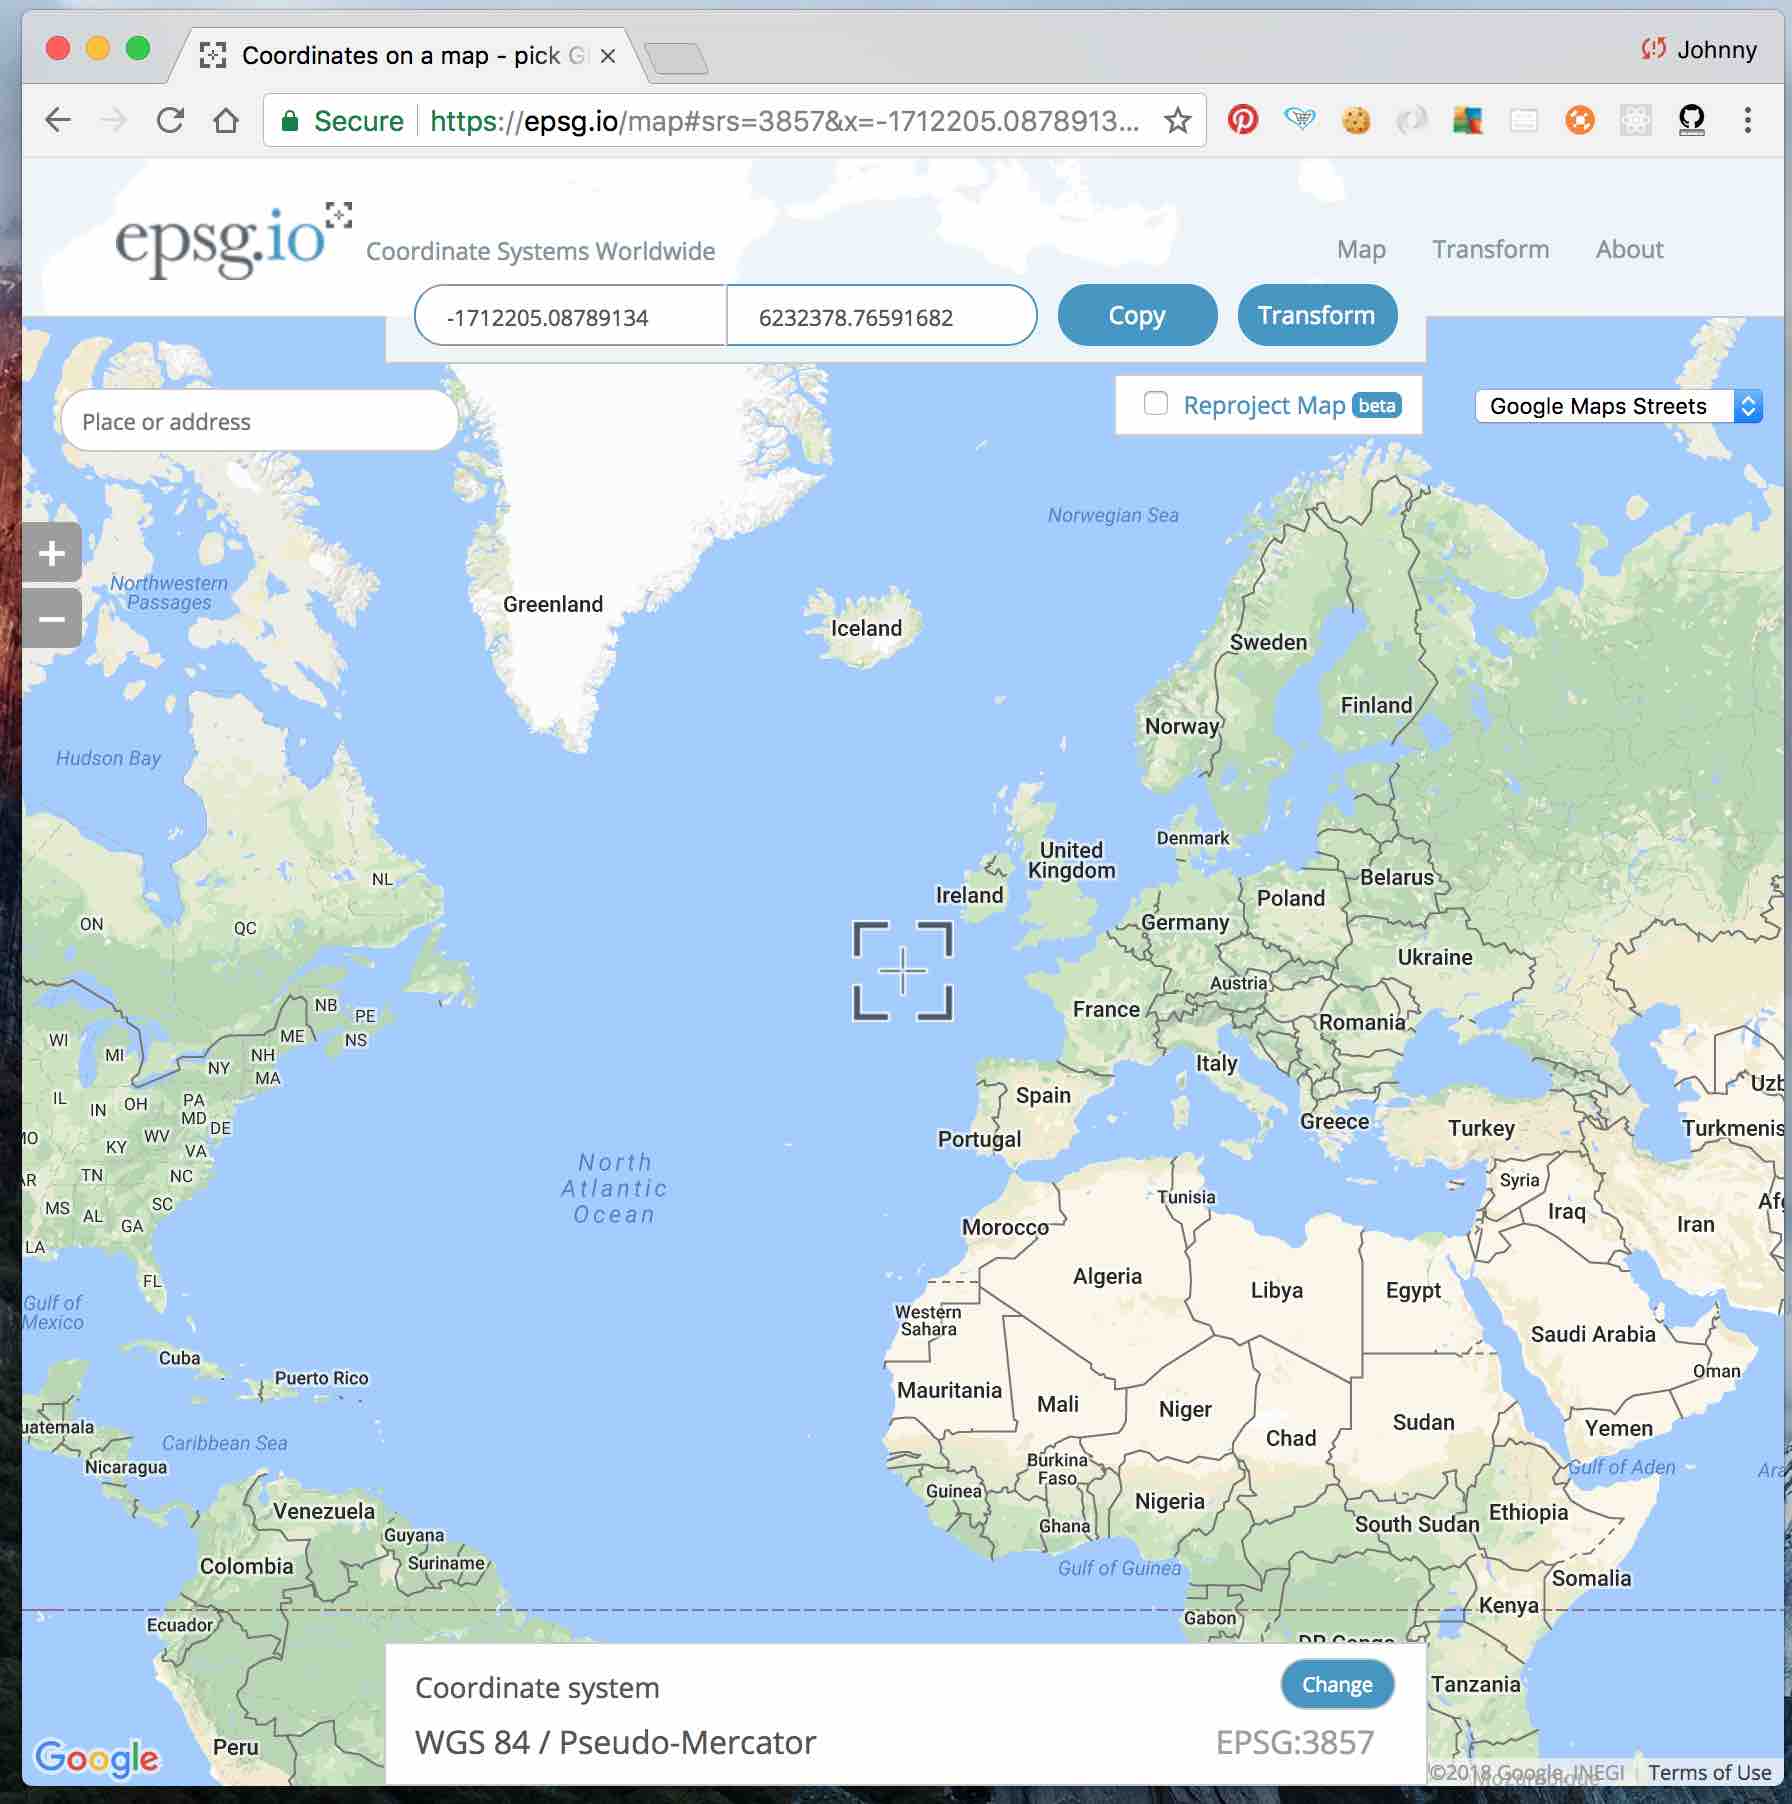 Coordinates on a map - pick G
Johnny
Secure
https://epsg.io/map#srs=3857&x=-1712205.0878913...
epsg.io
Coordinate Systems Worldwide
Map
Transform
About
-1712205.08789134
6232378.76591682
Copy
Transform
Place or address
Reproject Map beta
Google Maps Streets
+
−
Norwegian Sea
Northwestern
Passages
Greenland
Iceland
Sweden
Finland
Norway
Hudson Bay
Denmark
United
Kingdom
Ireland
Belarus
Poland
Germany
NL
ON
QC
Ukraine
Austria
France
Romania
NB
PE
WI
MI
ME
NS
NH
NY
MA
Italy
Spain
IL
IN
OH
PA
MD
DE
Greece
Turkey
Uzb
Turkmenis
MO
KY
WV
VA
Portugal
North
Atlantic
Ocean
AR
TN
NC
Syria
Tunisia
MS
AL
GA
SC
Morocco
Iraq
Iran
Afg
LA
FL
Algeria
Libya
Egypt
Gulf of
Mexico
Western
Sahara
Saudi Arabia
Cuba
Puerto Rico
Oman
Mauritania
Mali
Niger
Chad
Sudan
Yemen
uatemala
Caribbean Sea
Nicaragua
Burkina
Faso
Gulf of Aden
Ara
Guinea
Nigeria
Venezuela
Guyana
Ghana
South Sudan
Ethiopia
Colombia
Suriname
Gulf of Guinea
Somalia
Ecuador
Gabon
Kenya
DR Congo
Tanzania
Coordinate system
Change
WGS 84 / Pseudo-Mercator
EPSG:3857
Google
Peru
©2018 Google, INEGI
Mozambique
Terms of Use